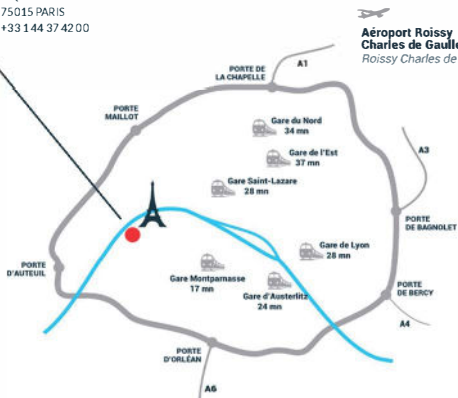 75015 PARIS
+33 1 44 37 42 00
Aéroport Roissy
Charles de Gaulle
Roissy Charles de
A1
PORTE DE
LA CHAPELLE
PORTE
MAILLOT
Gare du Nord
34 mn
Gare de l'Est
37 mn
A3
Gare Saint-Lazare
28 mn
PORTE
DE BAGNOLET
Gare de Lyon
28 mn
PORTE
D'AUTEUIL
Gare Montparnasse
17 mn
Gare d'Austerlitz
24 mn
PORTE
DE BERCY
A4
PORTE
D'ORLÉAN
A6